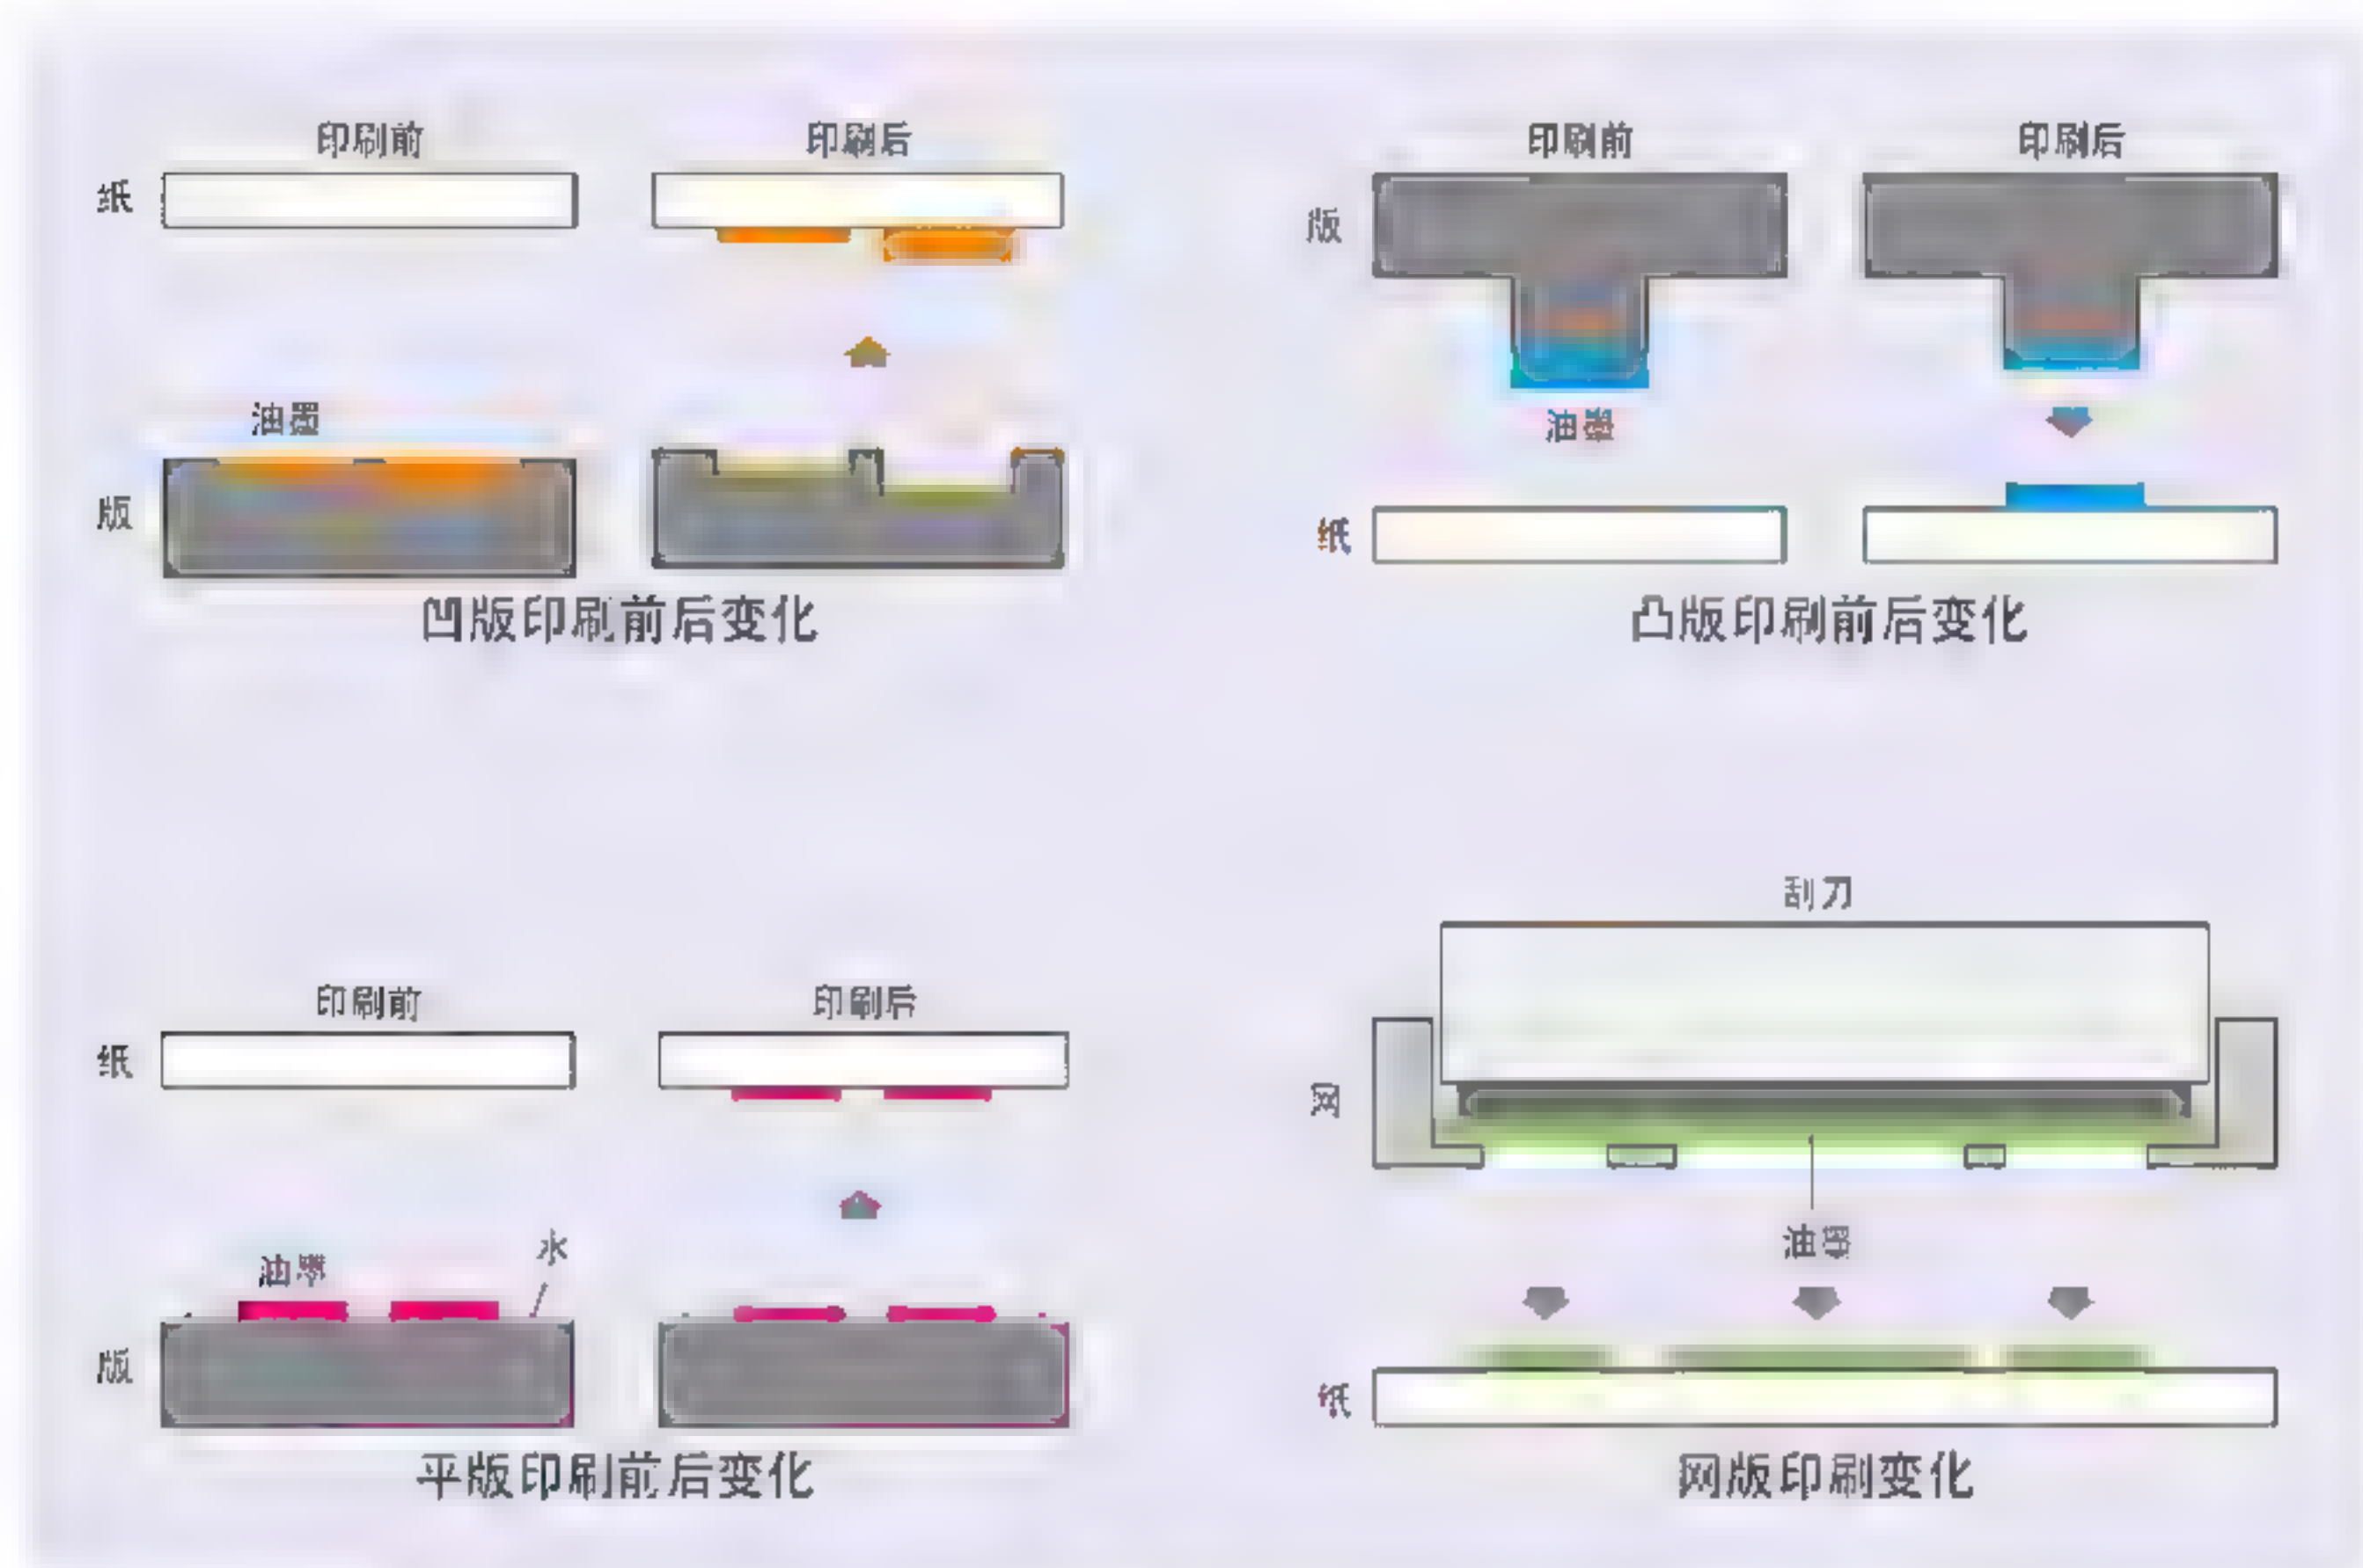 印刷前 印刷后
纸
油墨
版
凹版印刷前后变化
印刷前 印刷后
版
油墨
纸
凸版印刷前后变化
印刷前 印刷后
纸
油墨 水
版
平版印刷前后变化
刮刀
网
油墨
纸
网版印刷变化